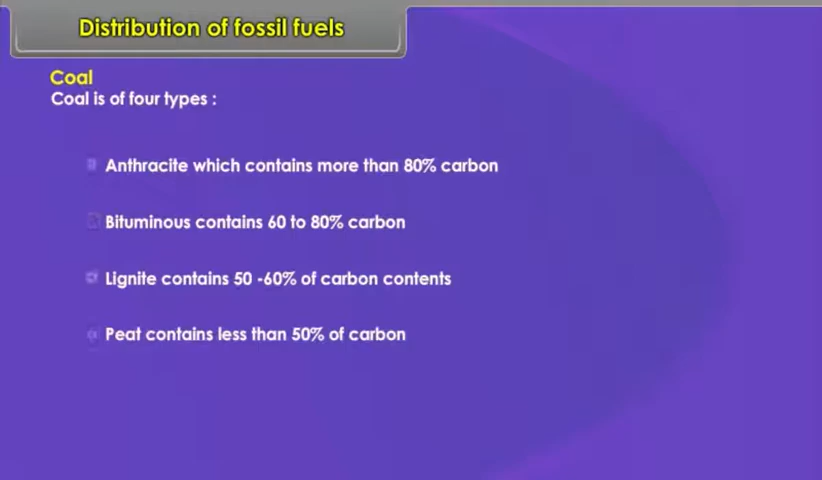 Distribution of fossil fuels
Coal
Coal is of four types :
Anthracite which contains more than 80% carbon
Bituminous contains 60 to 80% carbon
Lignite contains 50 -60% of carbon contents
Peat contains less than 50% of carbon